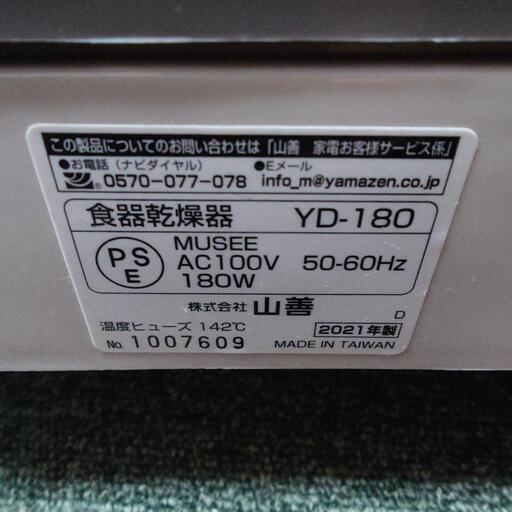 この製品についてのお問い合わせは「山善 家電お客様サービス係」
●お電話（ナビダイヤル） ●Eメール
0570-077-078 info_m@yamazen.co.jp
食器乾燥器 YD-180
PSE MUSEE
AC100V 50-60Hz
180W
株式会社 山善
D
温度ヒューズ 142℃ 2021年製
No. 1007609 MADE IN TAIWAN